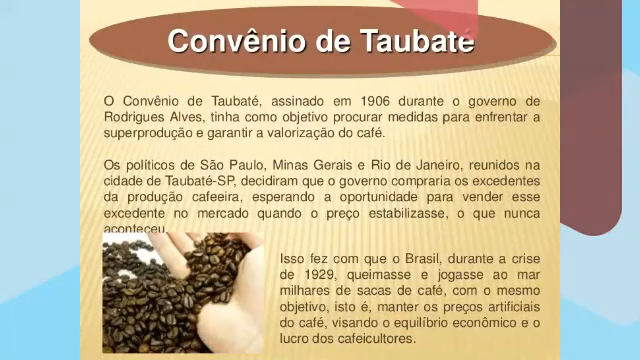 Convênio de Taubaté
O Convênio de Taubaté, assinado em 1906 durante o governo de
Rodrigues Alves, tinha como objetivo procurar medidas para enfrentar a
superprodução e garantir a valorização do café.
Os políticos de São Paulo, Minas Gerais e Rio de Janeiro, reunidos na
cidade de Taubaté-SP, decidiram que o governo compraria os excedentes
da produção cafeeira, esperando a oportunidade para vender esse
excedente no mercado quando o preço estabilizasse, o que nunca
aconteceu.
Isso fez com que o Brasil, durante a crise
de 1929, queimasse e jogasse ao mar
milhares de sacas de café, com o mesmo
objetivo, isto é, manter os preços artificiais
do café, visando o equilíbrio econômico e o
lucro dos cafeicultores.